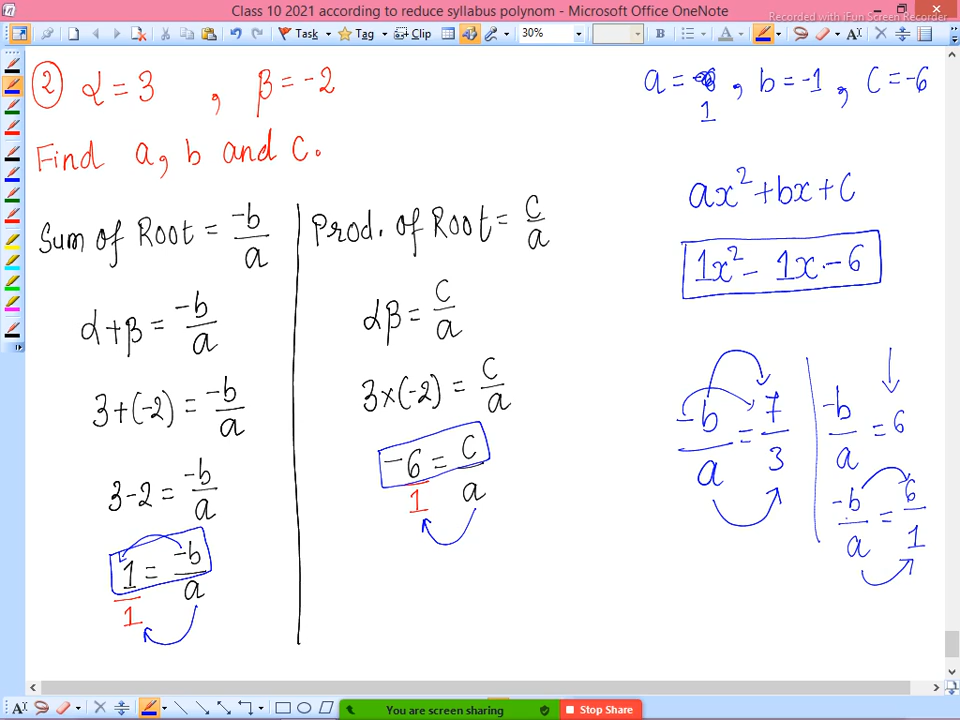 Class 10 2021 according to reduce syllabus polynom - Microsoft Office OneNote
Recorded with iFun Screen Recorder
Task Tag Clip 30% B A
② α = 3 , β = -2
Find a, b and c.
Sum of Root = -b/a
α+β = -b/a
3+(-2) = -b/a
3-2 = -b/a
1/1 = -b/a
Prod. of Root = c/a
αβ = c/a
3×(-2) = c/a
-6/1 = c/a
a = 1, b = -1, c = -6
ax²+bx+c
1x² - 1x - 6
-b/a = 7/3
-b/a = 6
-b/a = 6/1
You are screen sharing Stop Share